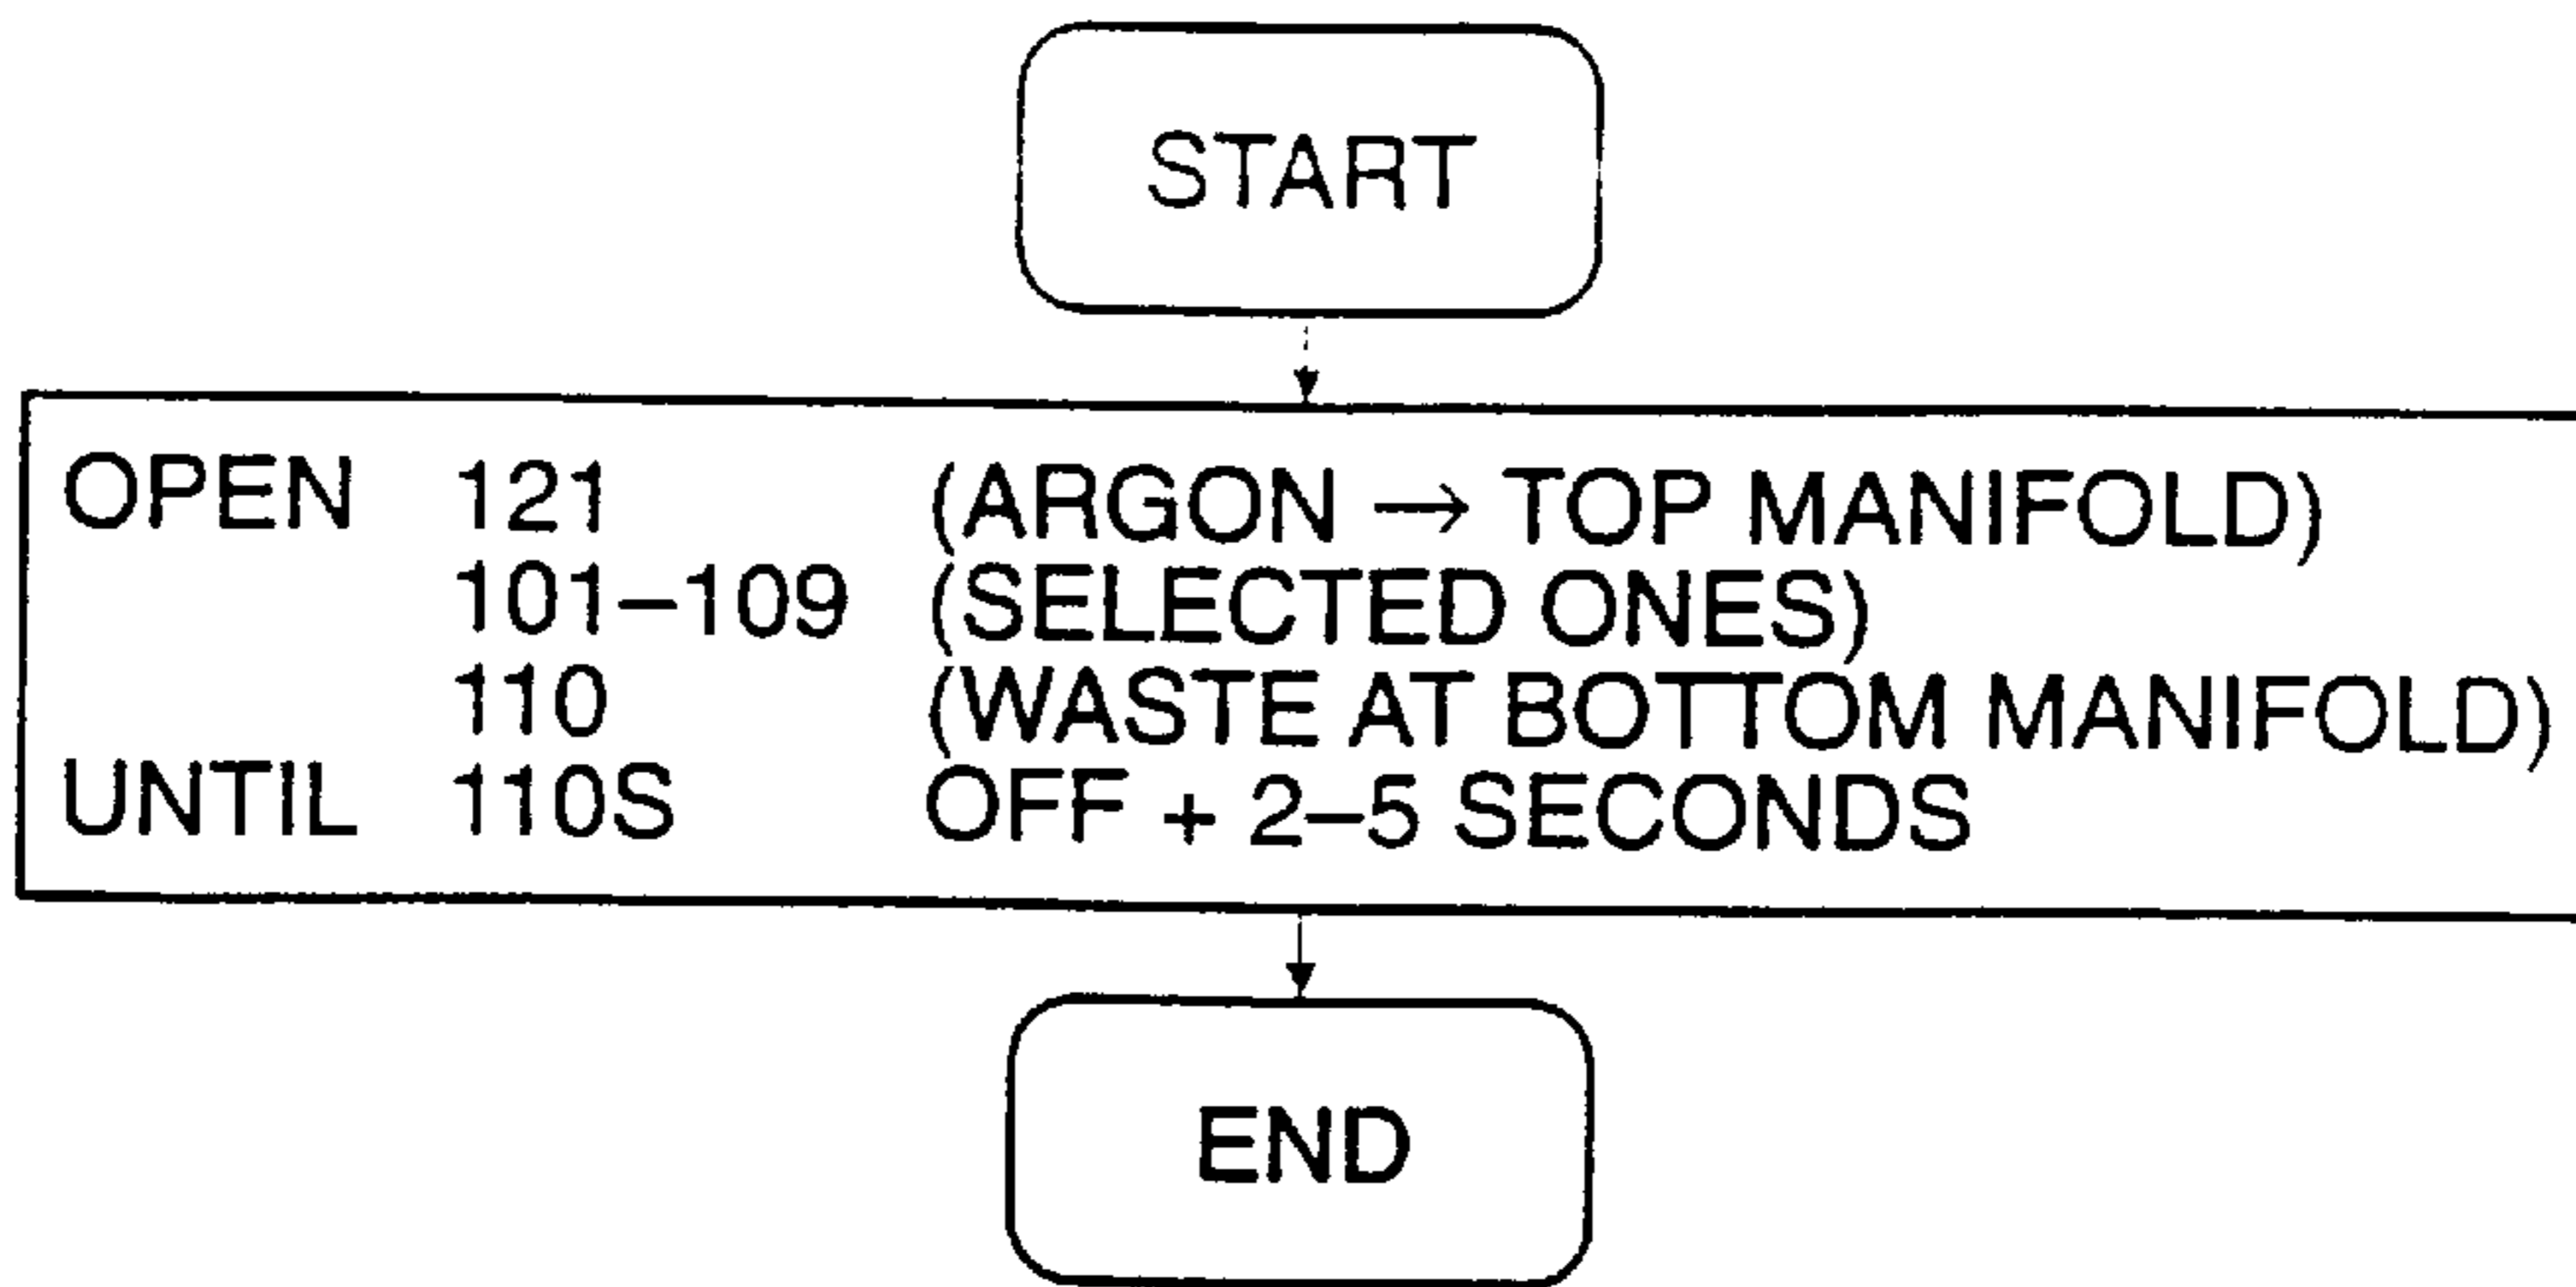 START
OPEN 121 (ARGON → TOP MANIFOLD)
101–109 (SELECTED ONES)
110 (WASTE AT BOTTOM MANIFOLD)
UNTIL 110S OFF + 2–5 SECONDS
END